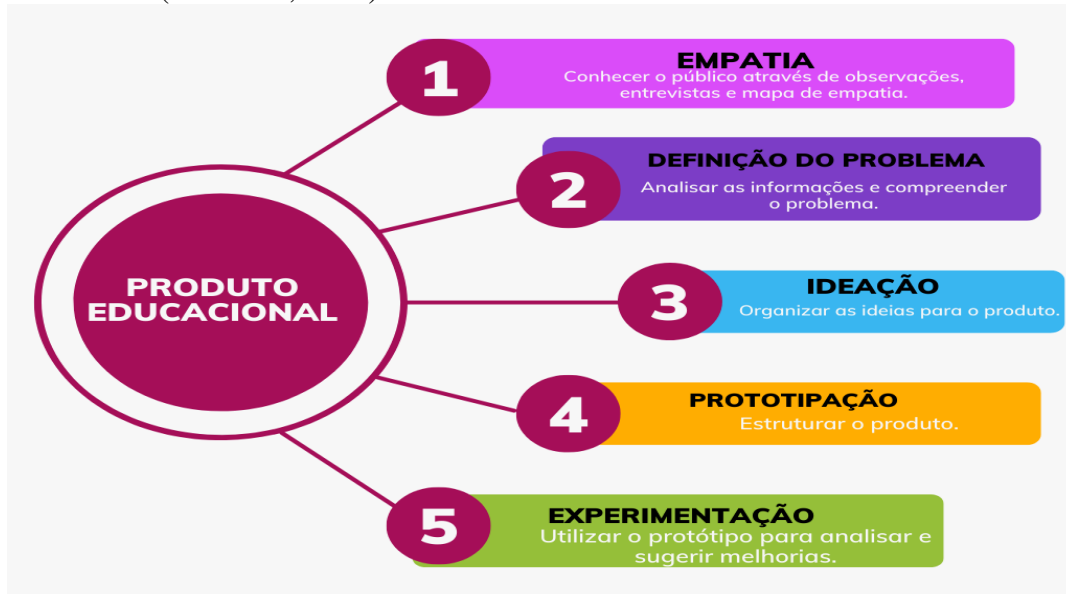 PRODUTO
EDUCACIONAL
1
EMPATIA
Conhecer o público através de observações,
entrevistas e mapa de empatia.
2
DEFINIÇÃO DO PROBLEMA
Analisar as informações e compreender
o problema.
3
IDEAÇÃO
Organizar as ideias para o produto.
4
PROTOTIPAÇÃO
Estruturar o produto.
5
EXPERIMENTAÇÃO
Utilizar o protótipo para analisar e
sugerir melhorias.